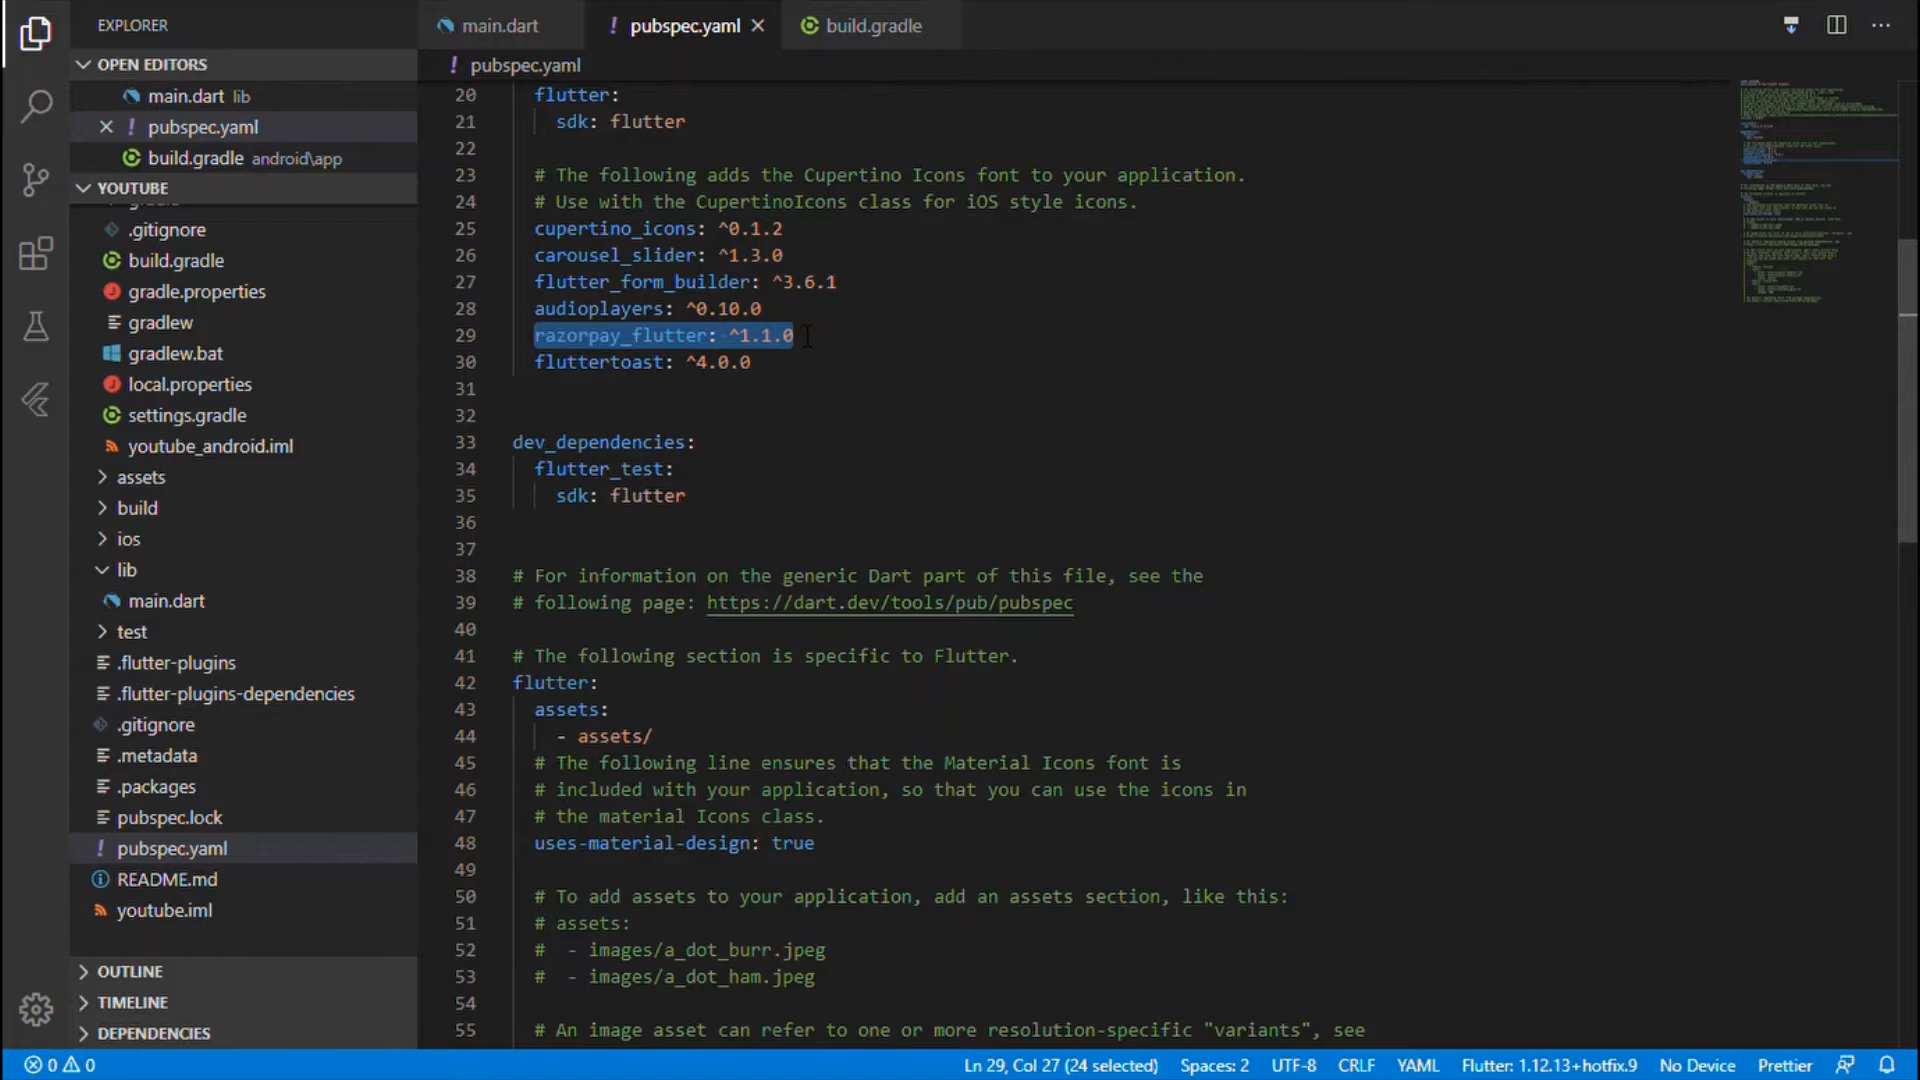 EXPLORER
OPEN EDITORS
main.dart lib
pubspec.yaml
build.gradle android\app
YOUTUBE
gradle
.gitignore
build.gradle
gradle.properties
gradlew
gradlew.bat
local.properties
settings.gradle
youtube_android.iml
assets
build
ios
lib
main.dart
test
.flutter-plugins
.flutter-plugins-dependencies
.gitignore
.metadata
.packages
pubspec.lock
pubspec.yaml
README.md
youtube.iml
OUTLINE
TIMELINE
DEPENDENCIES
main.dart
pubspec.yaml
build.gradle
pubspec.yaml
20 flutter:
21 sdk: flutter
22
23 # The following adds the Cupertino Icons font to your application.
24 # Use with the CupertinoIcons class for iOS style icons.
25 cupertino_icons: ^0.1.2
26 carousel_slider: ^1.3.0
27 flutter_form_builder: ^3.6.1
28 audioplayers: ^0.10.0
29 razorpay_flutter: ^1.1.0
30 fluttertoast: ^4.0.0
31
32
33 dev_dependencies:
34 flutter_test:
35 sdk: flutter
36
37
38 # For information on the generic Dart part of this file, see the
39 # following page: https://dart.dev/tools/pub/pubspec
40
41 # The following section is specific to Flutter.
42 flutter:
43 assets:
44 - assets/
45 # The following line ensures that the Material Icons font is
46 # included with your application, so that you can use the icons in
47 # the material Icons class.
48 uses-material-design: true
49
50 # To add assets to your application, add an assets section, like this:
51 # assets:
52 # - images/a_dot_burr.jpeg
53 # - images/a_dot_ham.jpeg
54
55 # An image asset can refer to one or more resolution-specific "variants", see
0 0
Ln 29, Col 27 (24 selected)
Spaces: 2
UTF-8
CRLF
YAML
Flutter: 1.12.13+hotfix.9
No Device
Prettier